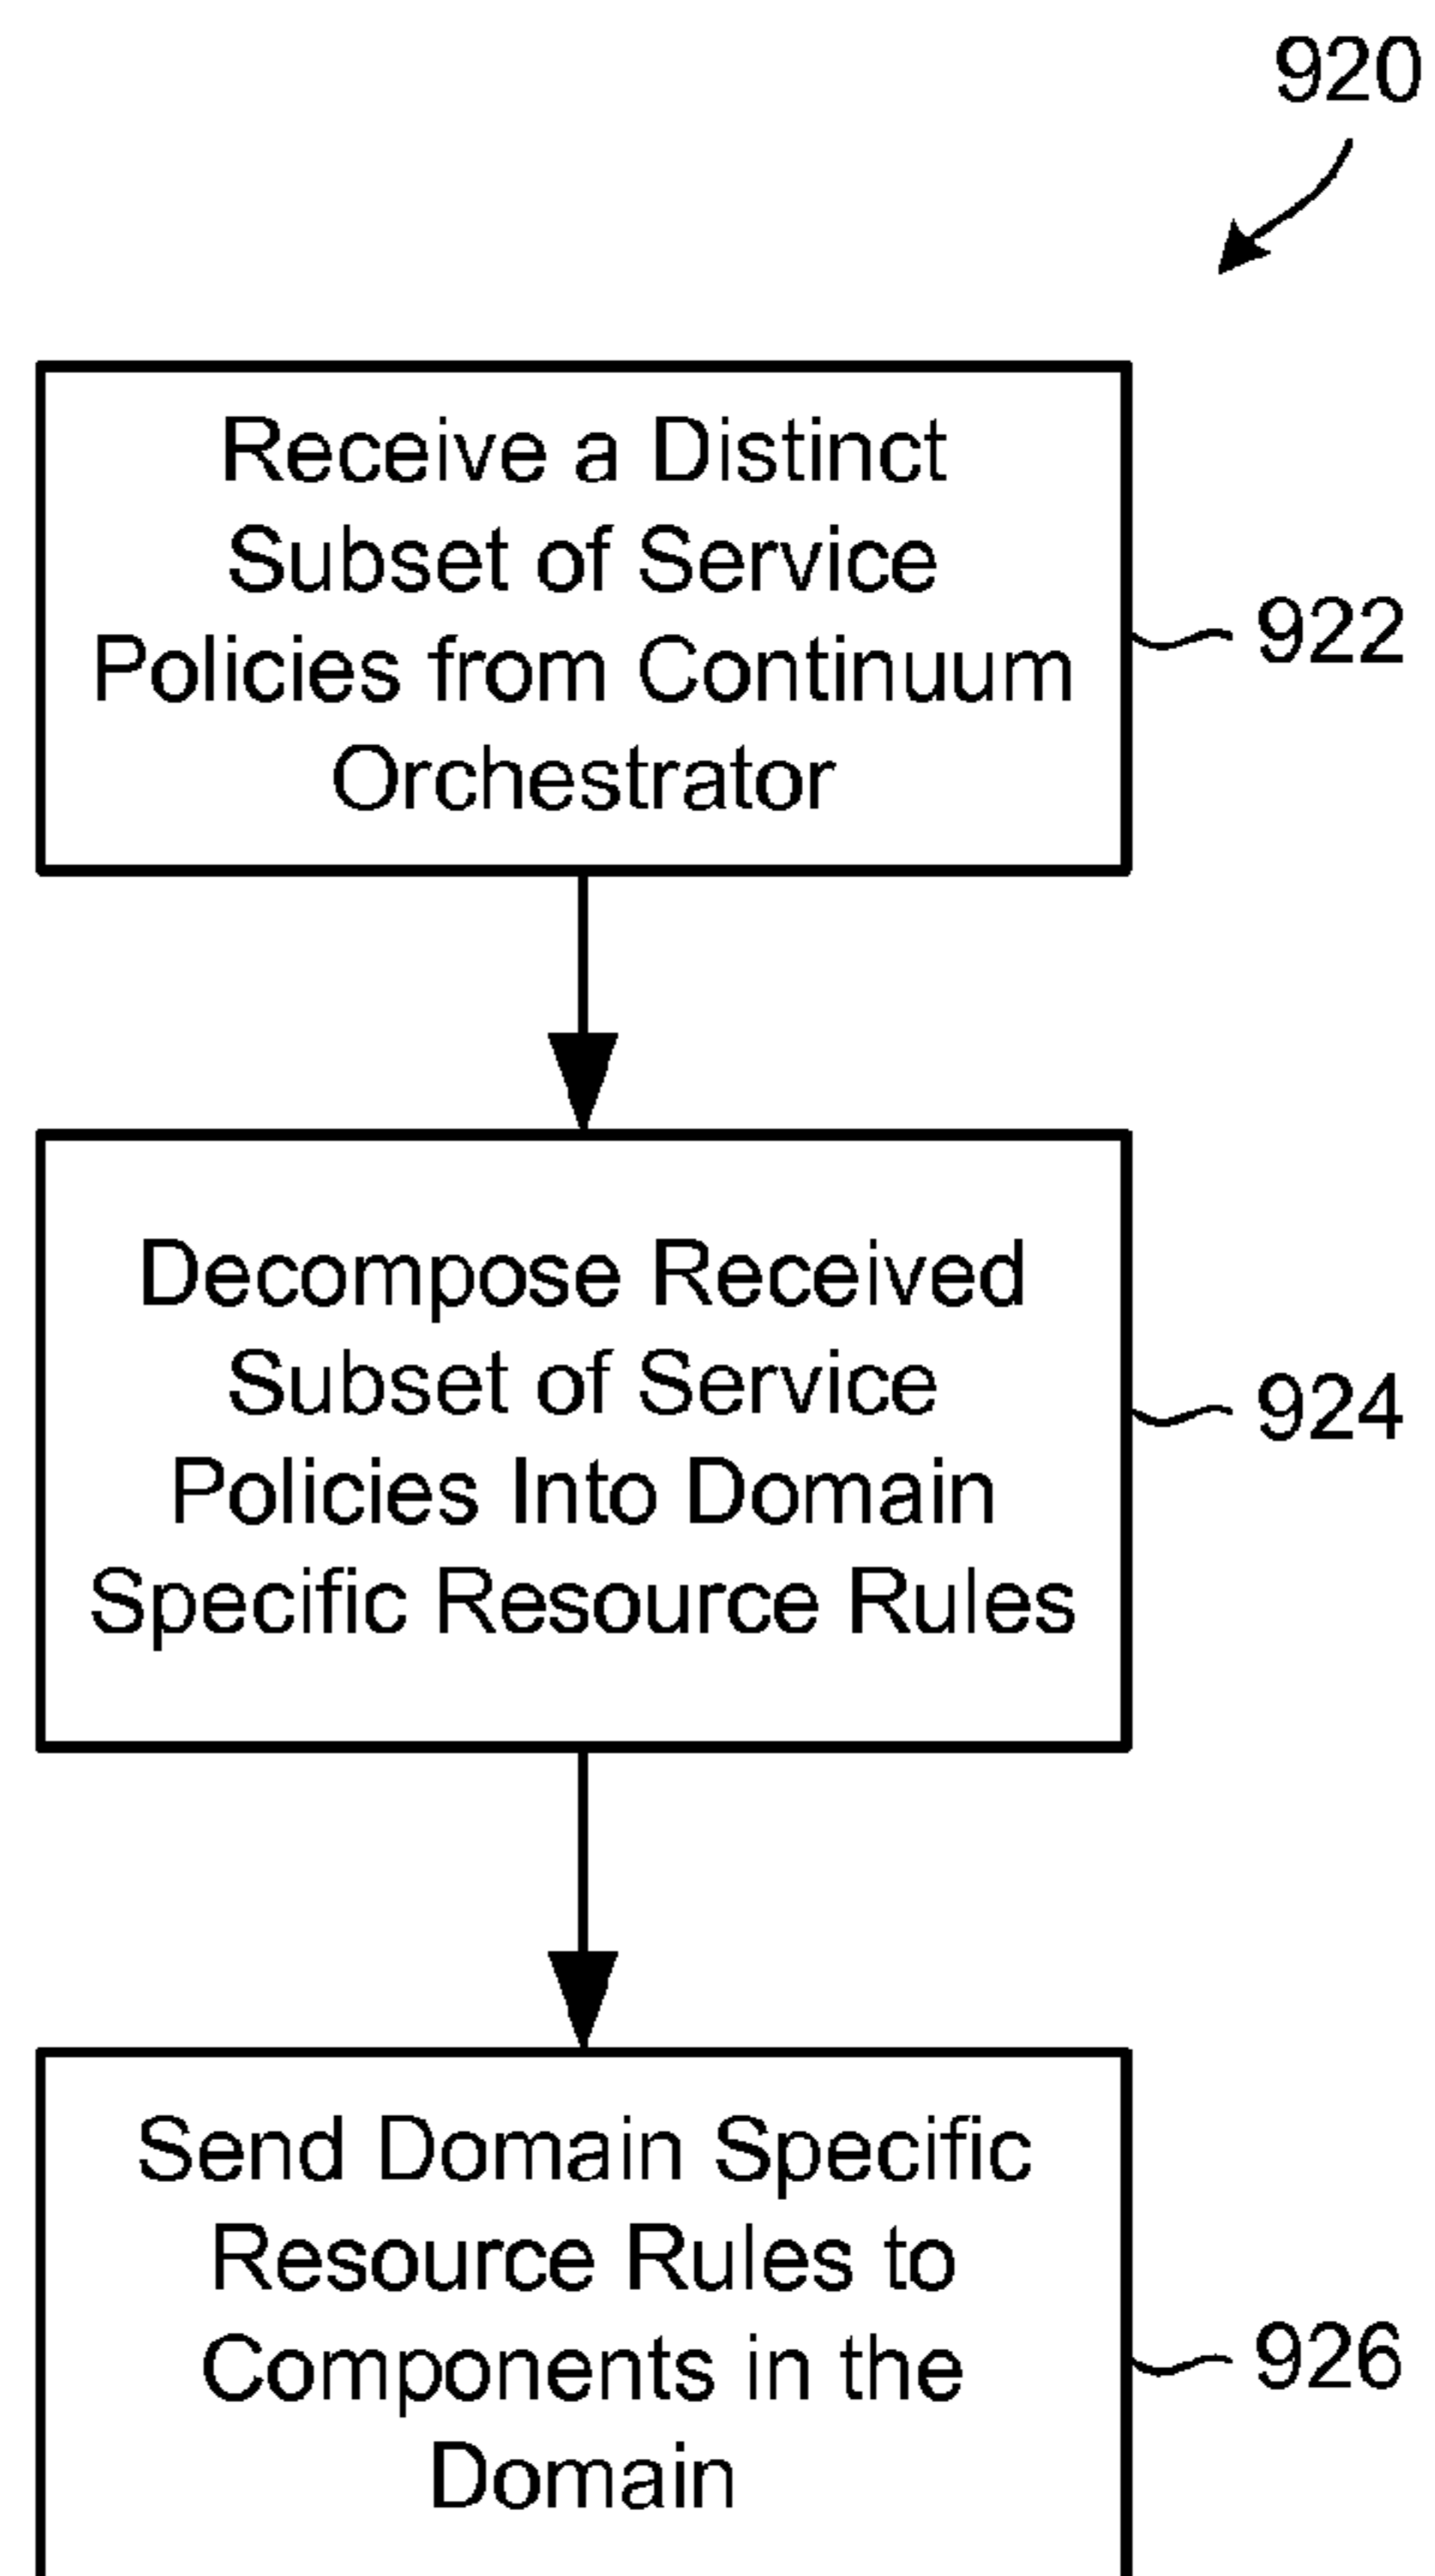 920
Receive a Distinct
Subset of Service
Policies from Continuum
Orchestrator
922
Decompose Received
Subset of Service
Policies Into Domain
Specific Resource Rules
924
Send Domain Specific
Resource Rules to
Components in the
Domain
926